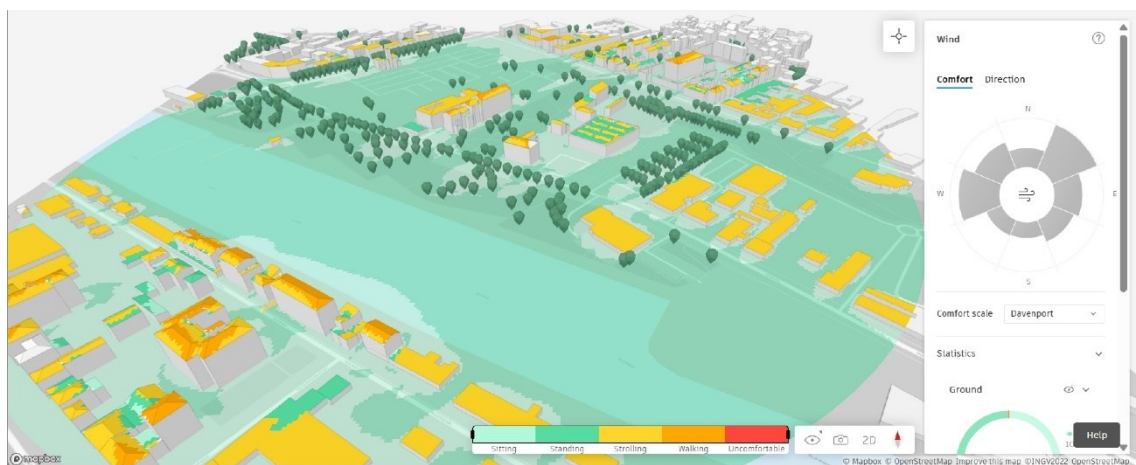 Wind
Comfort Direction
N
W
E
S
Comfort scale Davenport
Statistics
Ground
Help
Sitting Standing Strolling Walking Uncomfortable
2D
mapbox
© Mapbox © OpenStreetMap Improve this map ©INGV2022 OpenStreetMap